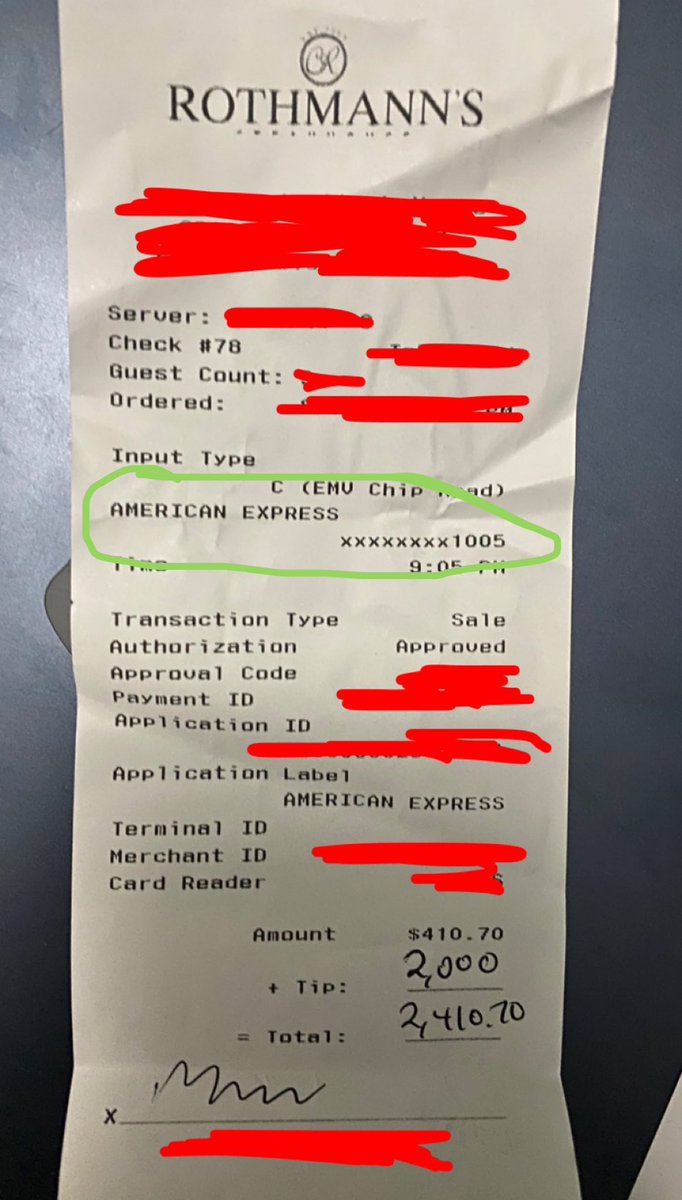 ROTHMANN'S
Server:
Check #78
Guest Count:
Ordered:
Input Type
C (EMV Chip Read)
AMERICAN EXPRESS
xxxxxxxx1005
Time 9:05 PM
Transaction Type Sale
Authorization Approved
Approval Code
Payment ID
Application ID
Application Label
AMERICAN EXPRESS
Terminal ID
Merchant ID
Card Reader
Amount $410.70
+ Tip: 2,000
= Total: 2,410.70
X